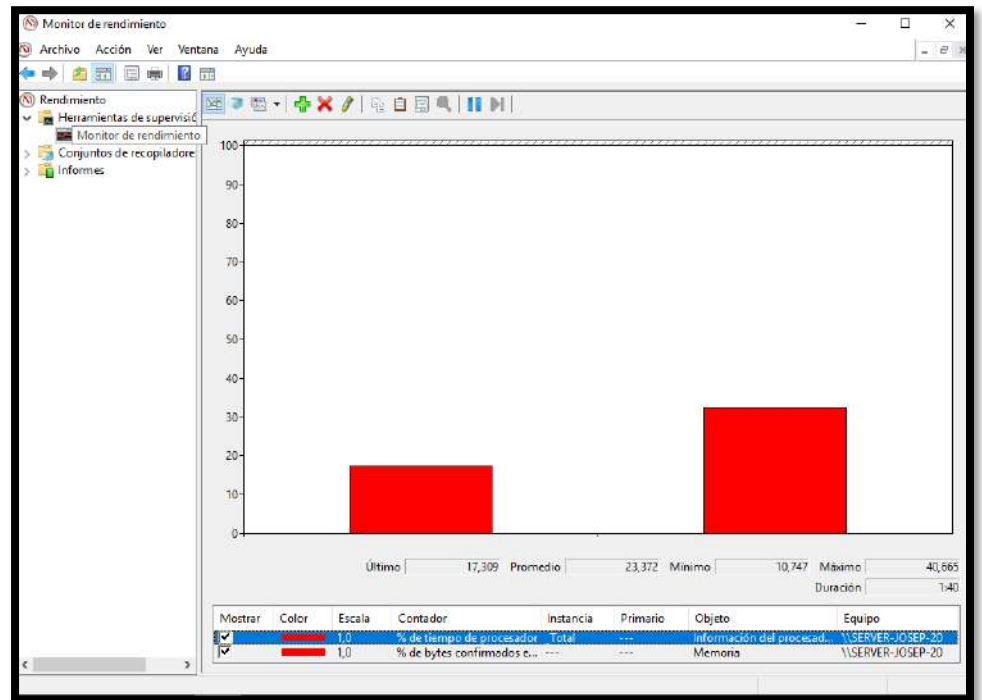 Monitor de rendimiento
Archivo Acción Ver Ventana Ayuda
Rendimiento
Herramientas de supervisió
Monitor de rendimiento
Conjuntos de recopiladore
Informes
100
90
80
70
60
50
40
30
20
10
0
Último 17,309 Promedio 23,372 Mínimo 10,747 Máximo 40,665
Duración 1:40
Mostrar Color Escala Contador Instancia Primario Objeto Equipo
1,0 % de tiempo de procesador _Total --- Información del procesad... \\SERVER-JOSEP-20
1,0 % de bytes confirmados e... --- --- Memoria \\SERVER-JOSEP-20